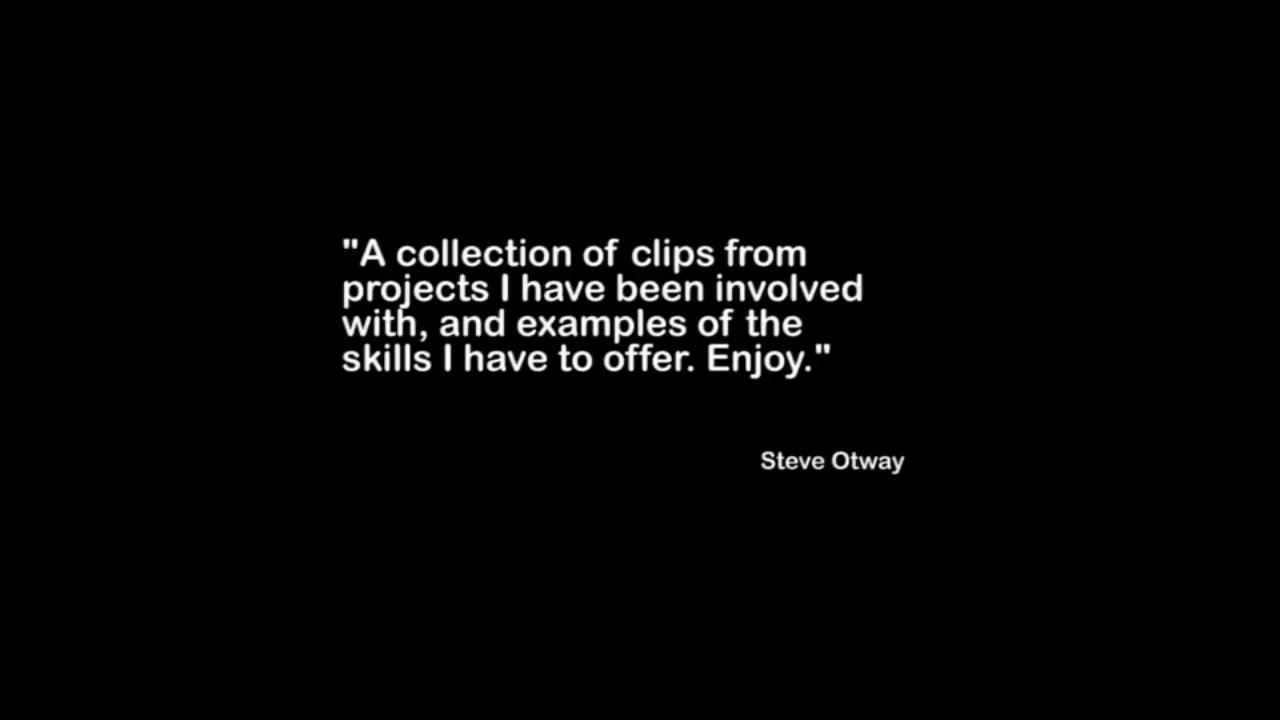 "A collection of clips from
projects I have been involved
with, and examples of the
skills I have to offer. Enjoy."
Steve Otway